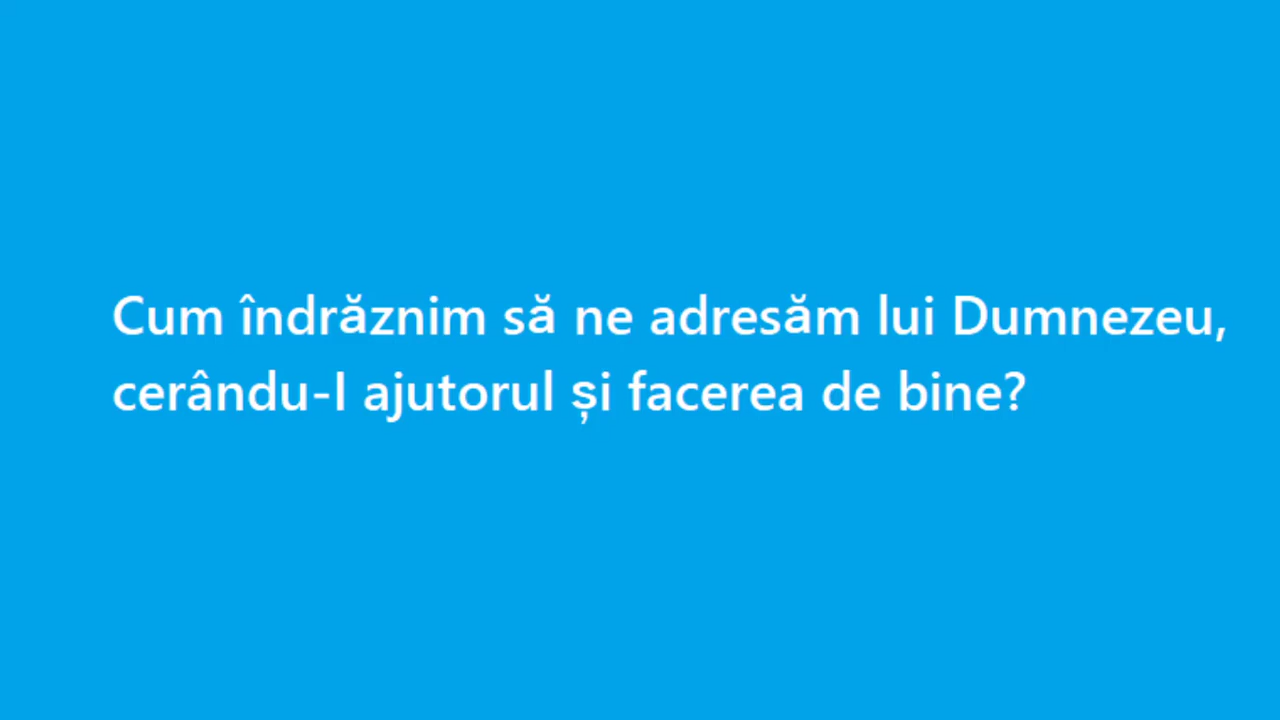 Cum îndrăznim să ne adresăm lui Dumnezeu,
cerându-I ajutorul și facerea de bine?